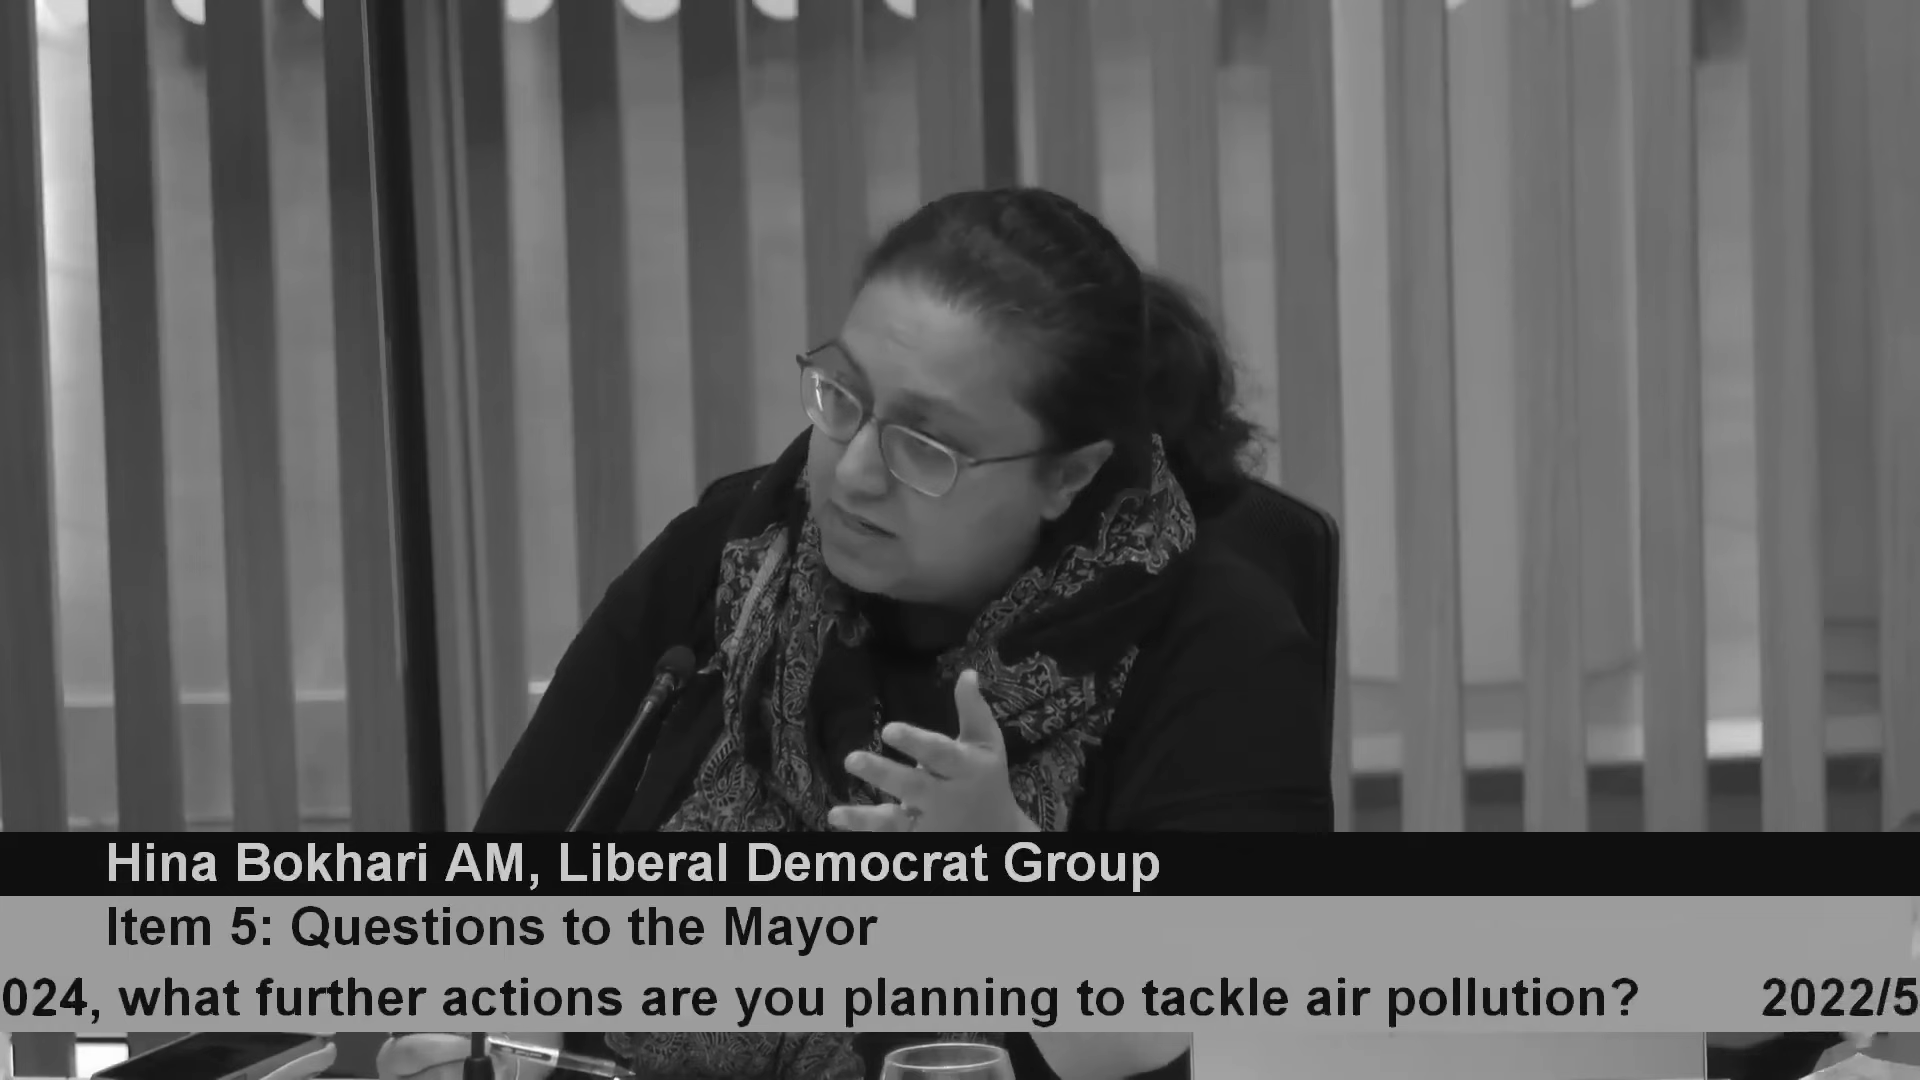 Hina Bokhari AM, Liberal Democrat Group
Item 5: Questions to the Mayor
024, what further actions are you planning to tackle air pollution? 2022/5